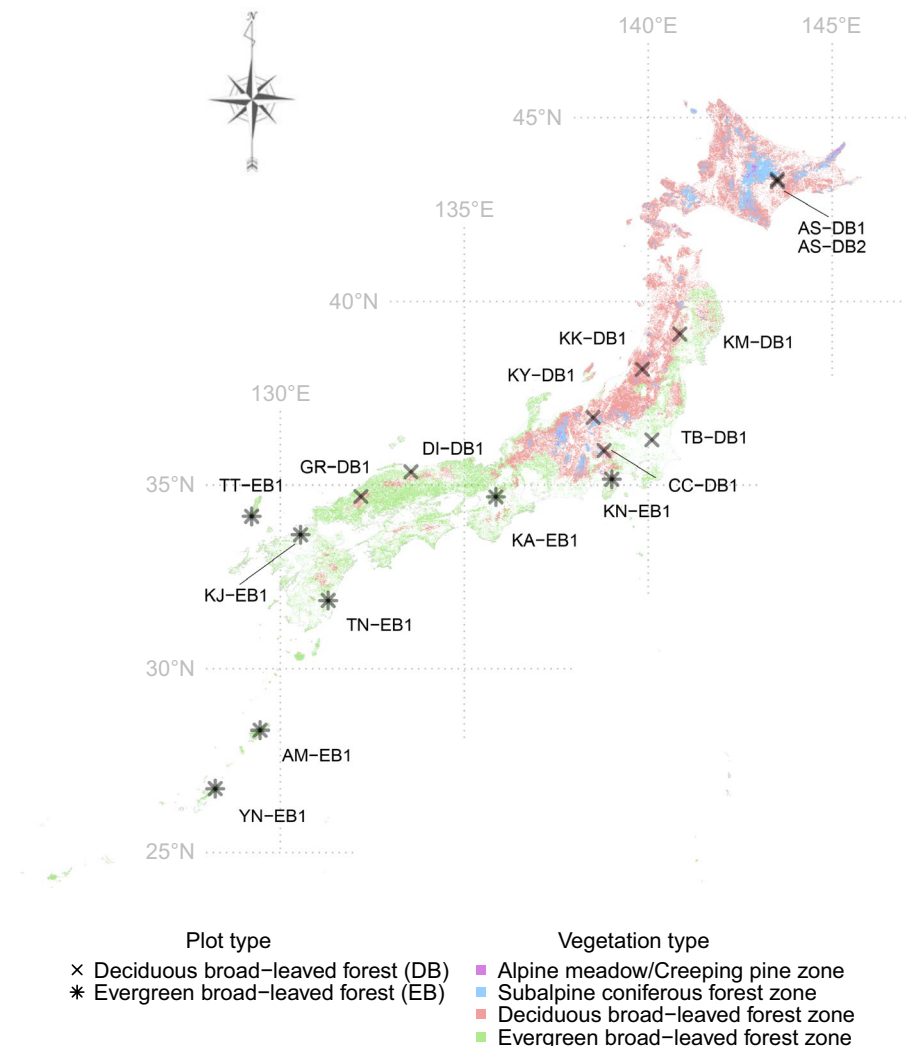 N
140°E
145°E
45°N
135°E
AS−DB1
AS−DB2
40°N
KK−DB1
KM−DB1
KY−DB1
130°E
TB−DB1
DI−DB1
GR−DB1
35°N
TT−EB1
CC−DB1
KN−EB1
KA−EB1
KJ−EB1
TN−EB1
30°N
AM−EB1
YN−EB1
25°N
Plot type
Deciduous broad−leaved forest (DB)
Evergreen broad−leaved forest (EB)
Vegetation type
Alpine meadow/Creeping pine zone
Subalpine coniferous forest zone
Deciduous broad−leaved forest zone
Evergreen broad−leaved forest zone